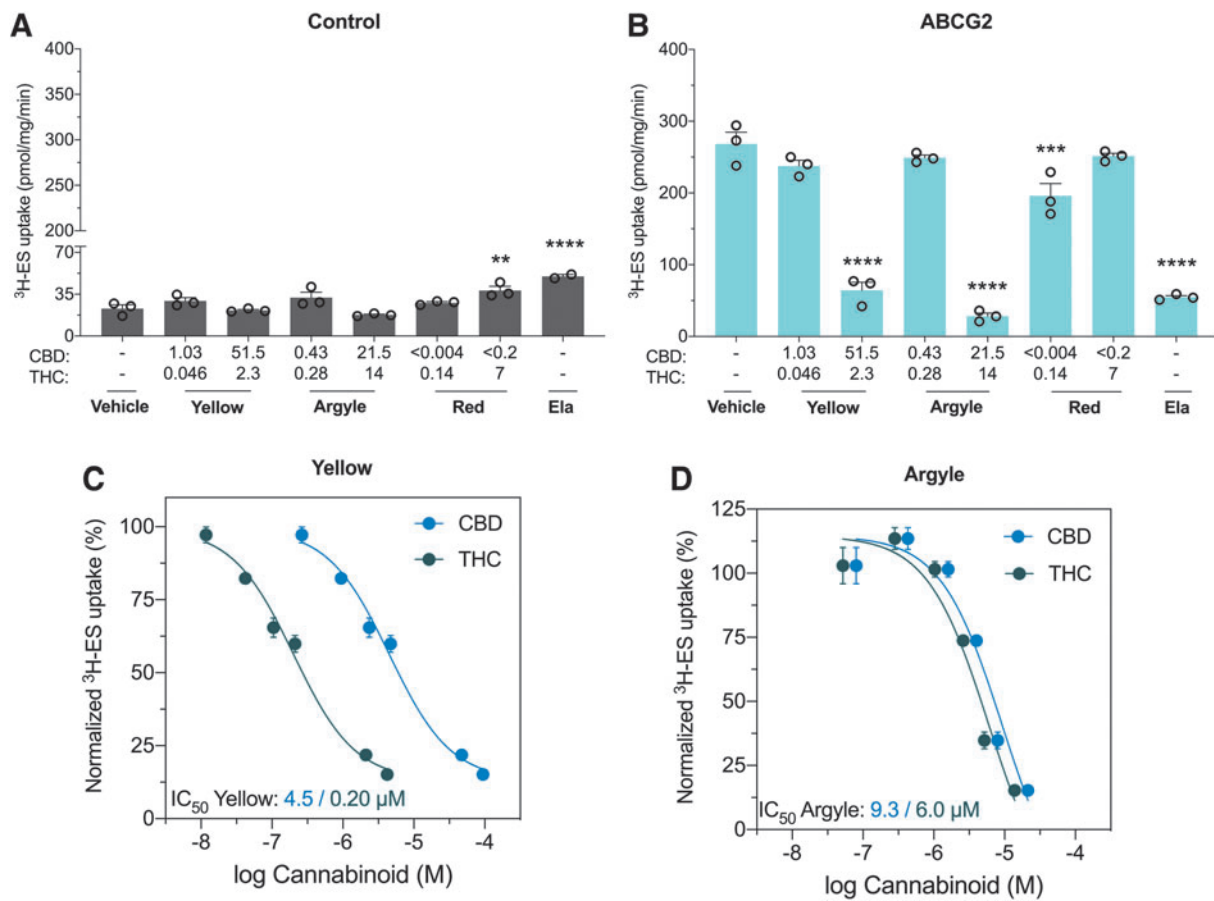 A
Control
³H-ES uptake (pmol/mg/min)
400
350
300
250
200
70
35
0
**
****
CBD: - 1.03 51.5 0.43 21.5 <0.004 <0.2 -
THC: - 0.046 2.3 0.28 14 0.14 7 -
Vehicle Yellow Argyle Red Ela
B
ABCG2
³H-ES uptake (pmol/mg/min)
400
300
200
100
50
0
****
****
***
****
CBD: - 1.03 51.5 0.43 21.5 <0.004 <0.2 -
THC: - 0.046 2.3 0.28 14 0.14 7 -
Vehicle Yellow Argyle Red Ela
C
Yellow
Normalized ³H-ES uptake (%)
100
75
50
25
0
CBD
THC
IC₅₀ Yellow: 4.5 / 0.20 µM
-8 -7 -6 -5 -4
log Cannabinoid (M)
D
Argyle
Normalized ³H-ES uptake (%)
125
100
75
50
25
0
CBD
THC
IC₅₀ Argyle: 9.3 / 6.0 µM
-8 -7 -6 -5 -4
log Cannabinoid (M)